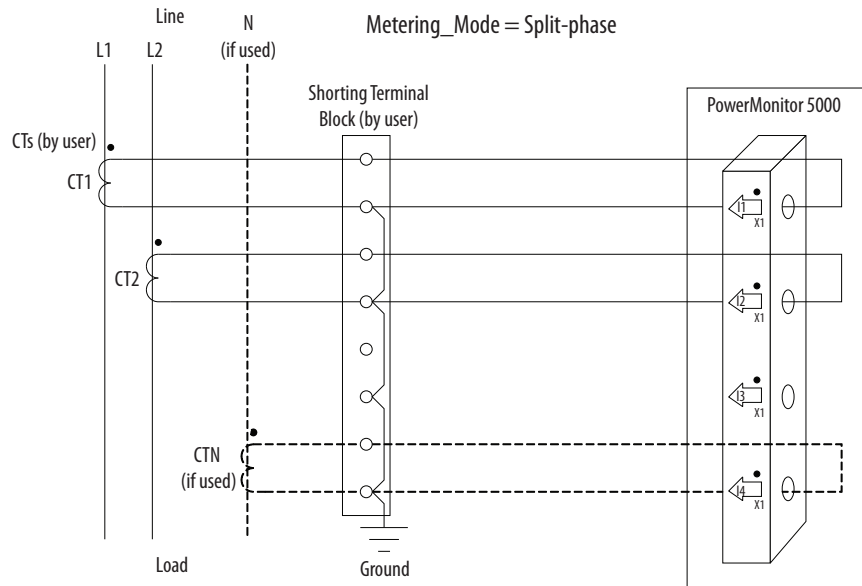 Line
N
(if used)
Metering_Mode = Split-phase
L1
L2
Shorting Terminal
Block (by user)
PowerMonitor 5000
CTs (by user)
CT1
I1
X1
CT2
I2
X1
I3
X1
CTN
(if used)
I4
X1
Load
Ground